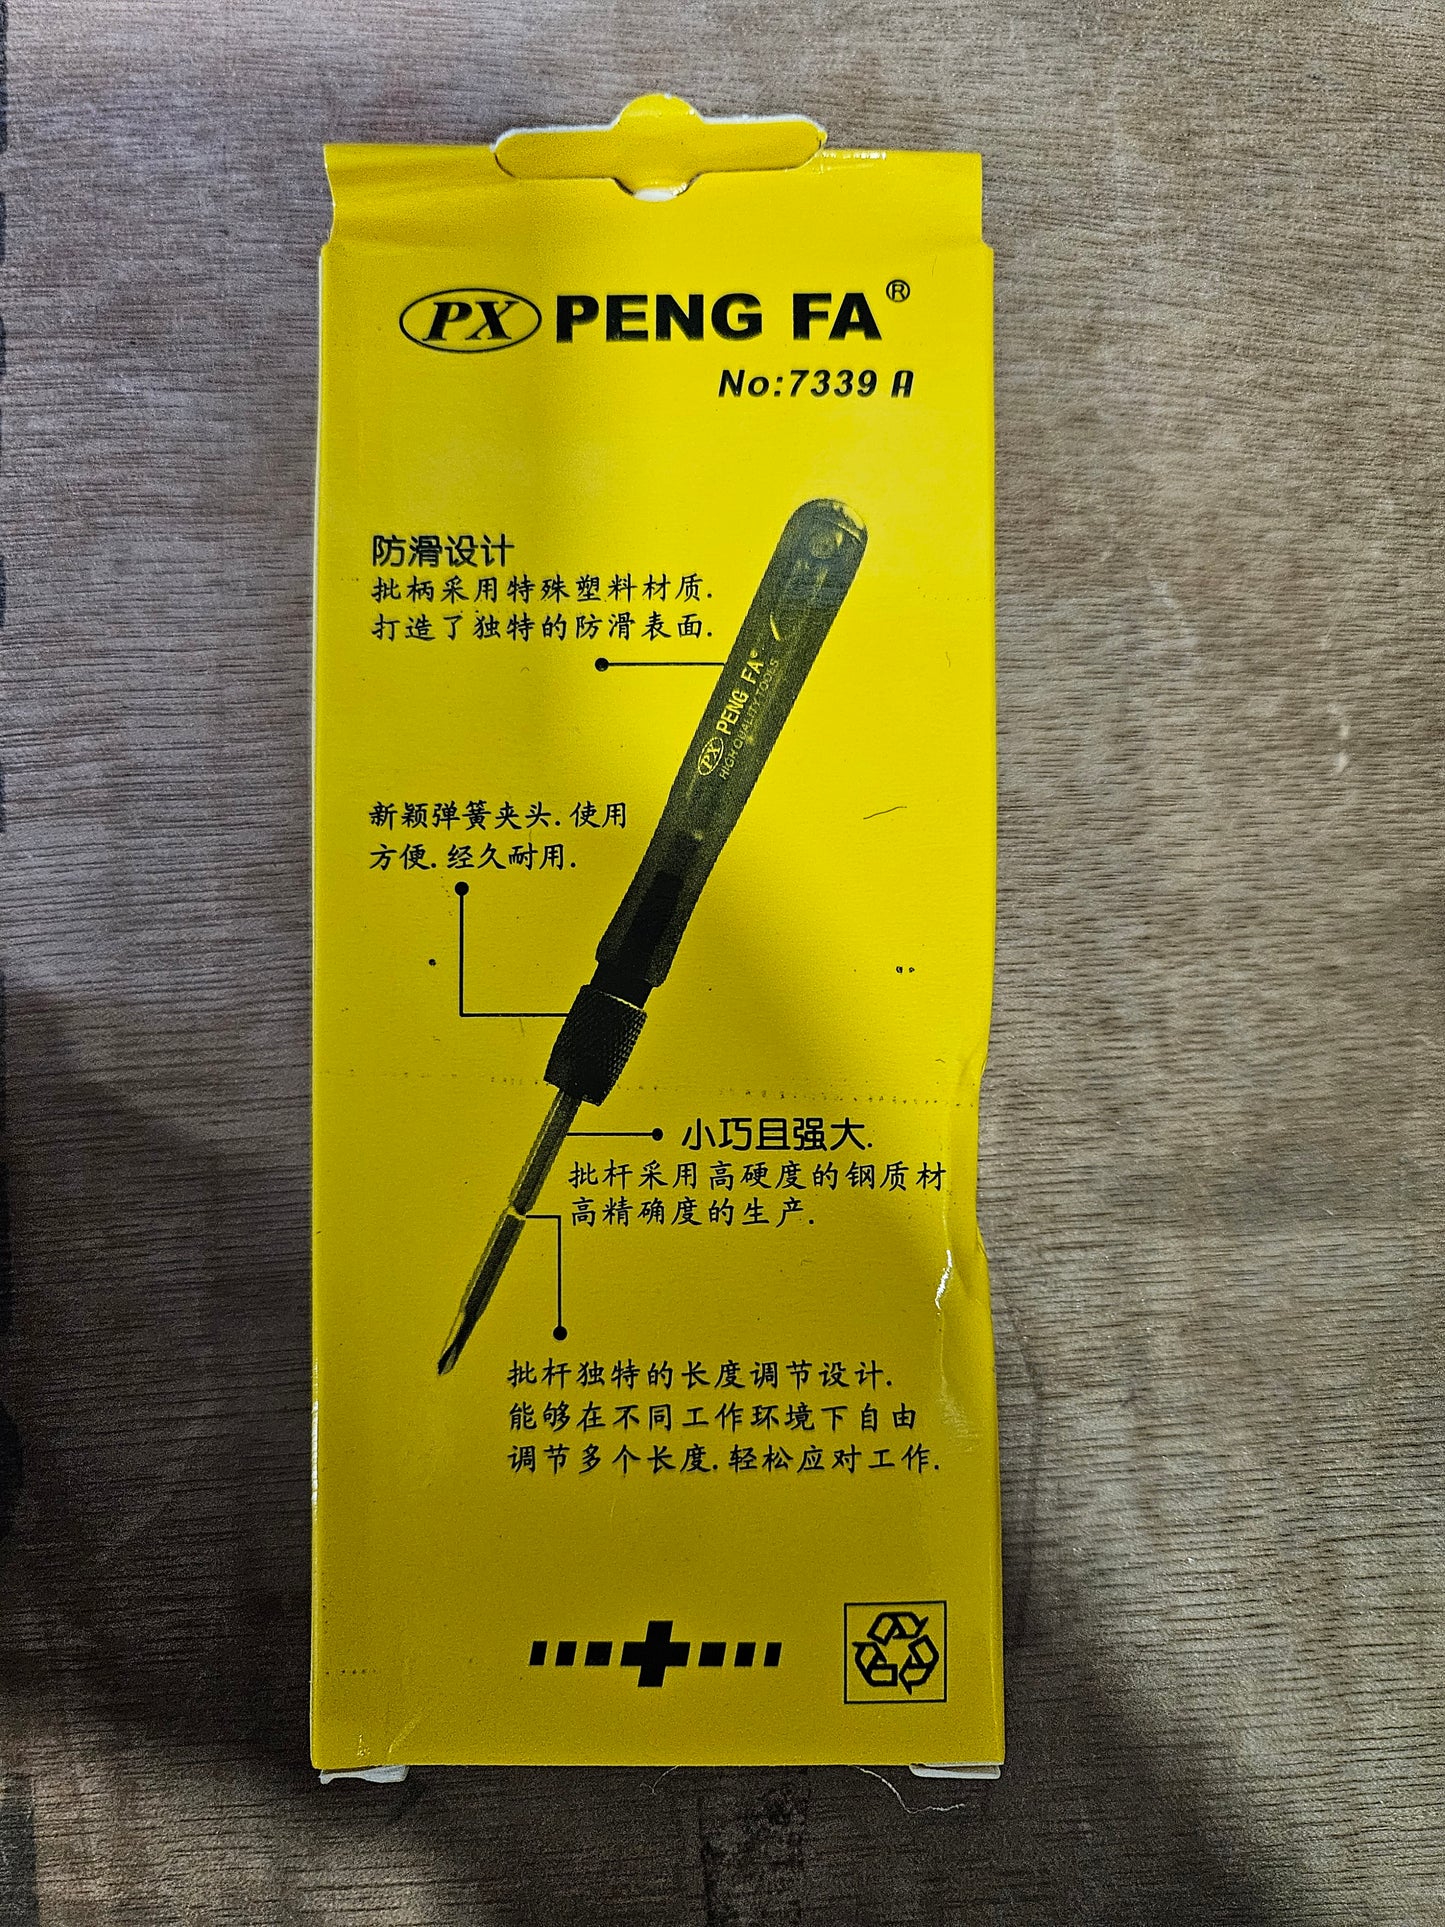 PX PENG FA®
No:7339 A
防滑设计
批柄采用特殊塑料材质.
打造了独特的防滑表面.
PX PENG FA®
HIGH QUALITY TOOLS
新颖弹簧夹头.使用
方便.经久耐用.
小巧且强大.
批杆采用高硬度的钢质材
高精确度的生产.
批杆独特的长度调节设计.
能够在不同工作环境下自由
调节多个长度.轻松应对工作.